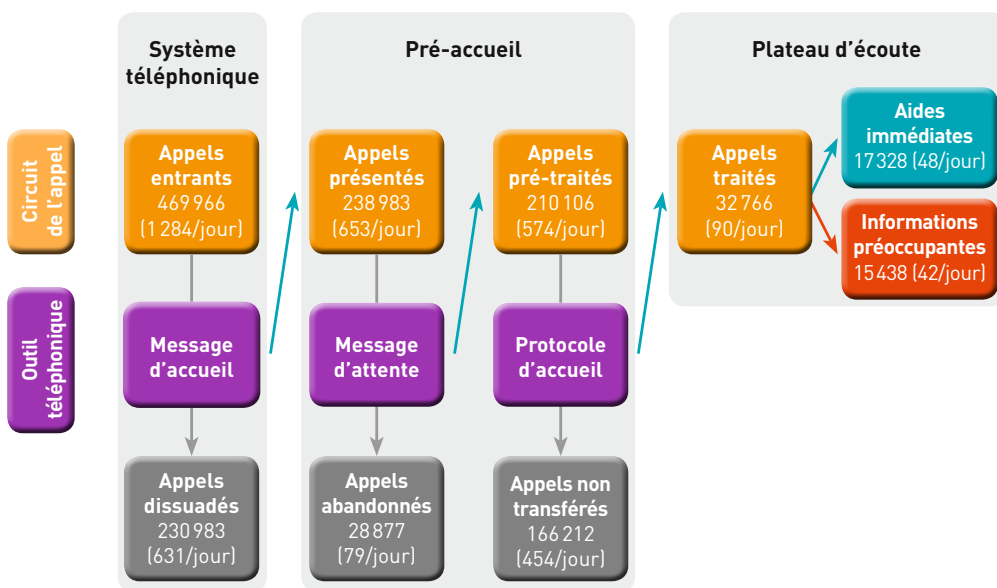 Système
téléphonique
Pré-accueil
Plateau d'écoute
Circuit
de l'appel
Appels
entrants
469 966
(1 284/jour)
Appels
présentés
238 983
(653/jour)
Appels
pré-traités
210 106
(574/jour)
Appels
traités
32 766
(90/jour)
Aides
immédiates
17 328 (48/jour)
Informations
préoccupantes
15 438 (42/jour)
Outil
téléphonique
Message
d'accueil
Message
d'attente
Protocole
d'accueil
Appels
dissuadés
230 983
(631/jour)
Appels
abandonnés
28 877
(79/jour)
Appels non
transférés
166 212
(454/jour)